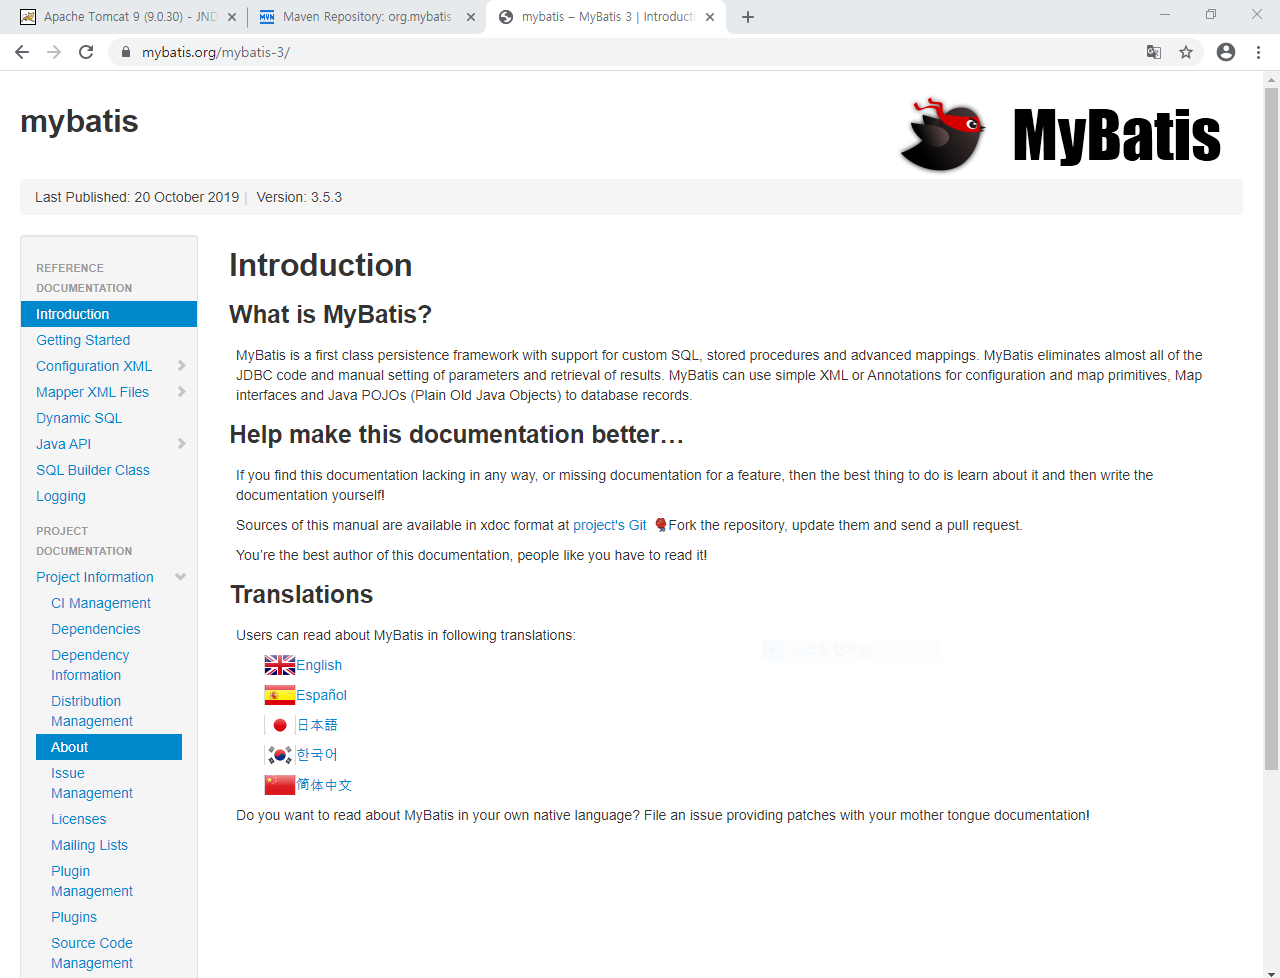 Apache Tomcat 9 (9.0.30) - JND
Maven Repository: org.mybatis
mybatis – MyBatis 3 | Introducti
mybatis.org/mybatis-3/
mybatis
MyBatis
Last Published: 20 October 2019 | Version: 3.5.3
REFERENCE
DOCUMENTATION
Introduction
Getting Started
Configuration XML
Mapper XML Files
Dynamic SQL
Java API
SQL Builder Class
Logging
PROJECT
DOCUMENTATION
Project Information
CI Management
Dependencies
Dependency
Information
Distribution
Management
About
Issue
Management
Licenses
Mailing Lists
Plugin
Management
Plugins
Source Code
Management
Introduction
What is MyBatis?
MyBatis is a first class persistence framework with support for custom SQL, stored procedures and advanced mappings. MyBatis eliminates almost all of the
JDBC code and manual setting of parameters and retrieval of results. MyBatis can use simple XML or Annotations for configuration and map primitives, Map
interfaces and Java POJOs (Plain Old Java Objects) to database records.
Help make this documentation better…
If you find this documentation lacking in any way, or missing documentation for a feature, then the best thing to do is learn about it and then write the
documentation yourself!
Sources of this manual are available in xdoc format at project's Git Fork the repository, update them and send a pull request.
You’re the best author of this documentation, people like you have to read it!
Translations
Users can read about MyBatis in following translations:
English
Español
日本語
한국어
简体中文
Do you want to read about MyBatis in your own native language? File an issue providing patches with your mother tongue documentation!